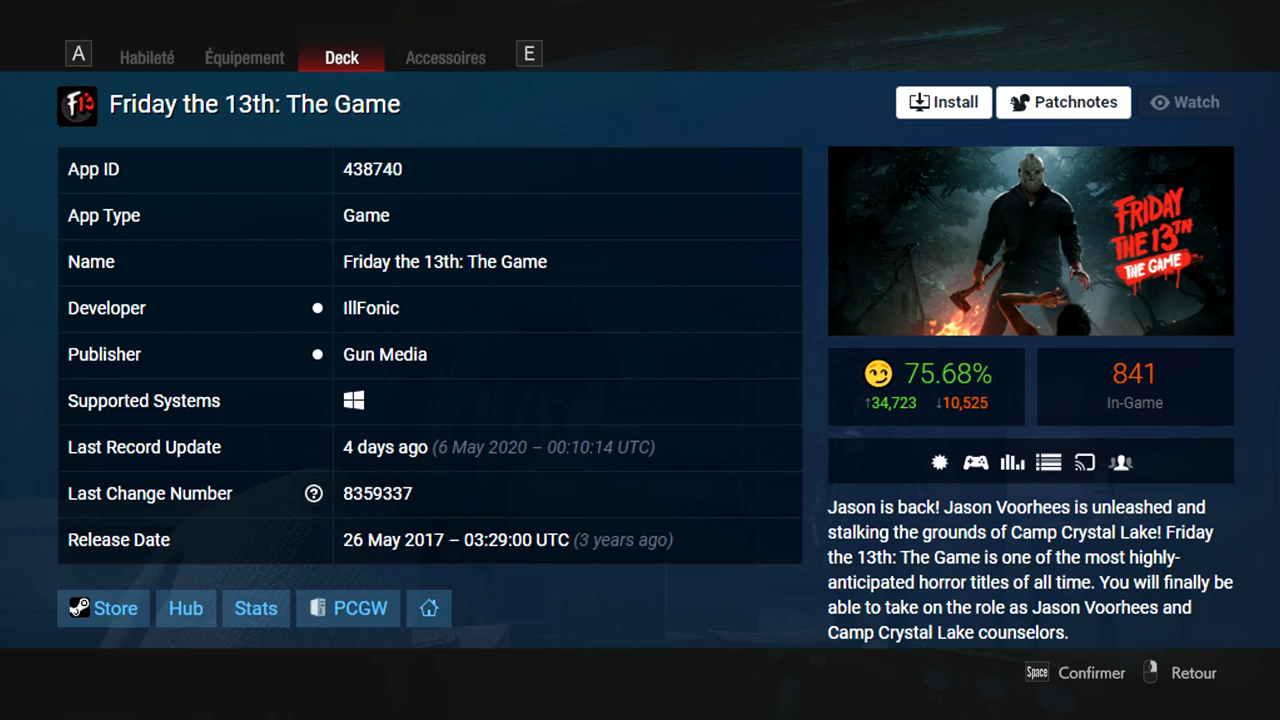 A Habileté Équipement Deck Accessoires E
F13 Friday the 13th: The Game
Install Patchnotes Watch
App ID 438740
App Type Game
Name Friday the 13th: The Game
Developer IllFonic
Publisher Gun Media
Supported Systems
Last Record Update 4 days ago (6 May 2020 – 00:10:14 UTC)
Last Change Number ? 8359337
Release Date 26 May 2017 – 03:29:00 UTC (3 years ago)
Store Hub Stats PCGW
FRIDAY
THE 13TH
THE GAME
75.68%
↑34,723 ↓10,525
841
In-Game
Jason is back! Jason Voorhees is unleashed and
stalking the grounds of Camp Crystal Lake! Friday
the 13th: The Game is one of the most highly-
anticipated horror titles of all time. You will finally be
able to take on the role as Jason Voorhees and
Camp Crystal Lake counselors.
Space Confirmer Retour